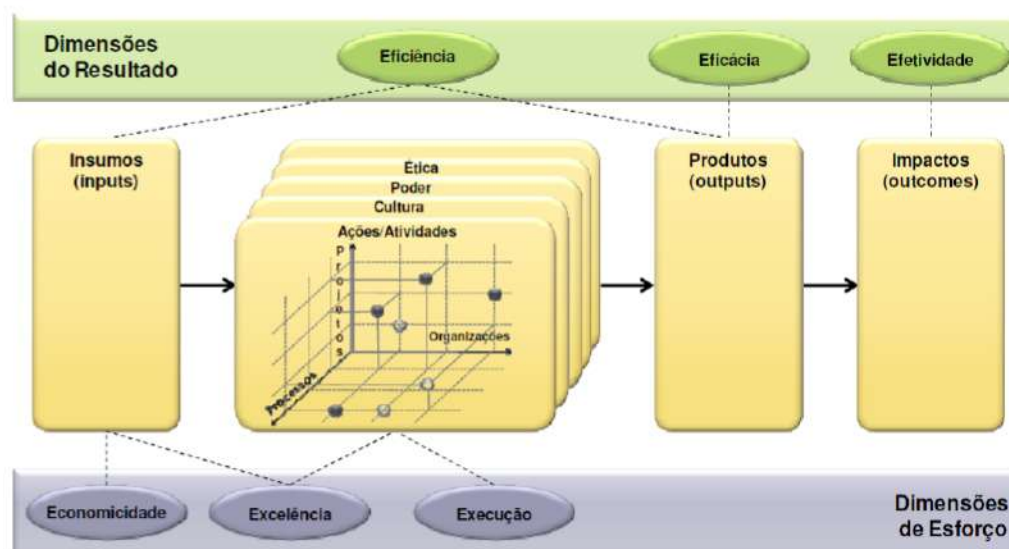 Dimensões
do Resultado
Eficiência
Eficácia
Efetividade
Insumos
(inputs)
Ética
Poder
Cultura
Ações/Atividades
Projetos
Organizações
Processos
Produtos
(outputs)
Impactos
(outcomes)
Economicidade
Excelência
Execução
Dimensões
de Esforço